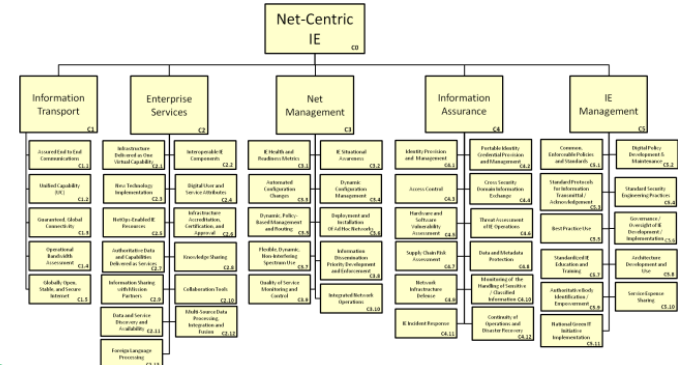 Net-Centric
IE
C0
Information
Transport
C1
Enterprise
Services
C2
Net
Management
C3
Information
Assurance
C4
IE
Management
C5
Assured End to End
Communications
C1.1
Unified Capability
(UC)
C1.2
Guaranteed, Global
Connectivity
C1.3
Operational
Bandwidth
Assessment
C1.4
Globally Open,
Stable, and Secure
Internet
C1.5
Infrastructure
Delivered as One
Virtual Capability
C2.1
Interoperable IE
Components
C2.2
New Technology
Implementation
C2.3
Digital User and
Service Attributes
C2.4
NetOps-Enabled IE
Resources
C2.5
Infrastructure
Accreditation,
Certification, and
Approval
C2.6
Authoritative Data
and Capabilities
Delivered as Services
C2.7
Knowledge Sharing
C2.8
Information Sharing
with Mission
Partners
C2.9
Collaboration Tools
C2.10
Data and Service
Discovery and
Availability
C2.11
Multi-Source Data
Processing,
Integration and
Fusion
C2.12
Foreign Language
Processing
IE Health and
Readiness Metrics
C3.1
IE Situational
Awareness
C3.2
Automated
Configuration
Changes
Dynamic
Configuration
Management
C3.4
Dynamic, Policy-
Based Management
and Routing
C3.5
Deployment and
Installation
Of Ad Hoc Networks
C3.6
Flexible, Dynamic,
Non-Interfering
Spectrum Use
C3.7
Information
Dissemination
Priority Development
and Enforcement
C3.8
Quality of Service
Monitoring and
Control
C3.9
Integrated Network
Operations
C3.10
Identity Provision
and Management
C4.1
Portable Identity
Credential Provision
and Management
C4.2
Access Control
C4.3
Cross Security
Domain Information
Exchange
C4.4
Hardware and
Software
Vulnerability
Assessment
C4.5
Threat Assessment
of IE Operations
C4.6
Supply Chain Risk
Assessment
C4.7
Data and Metadata
Protection
C4.8
Network
Infrastructure
Defense
C4.9
Monitoring of the
Handling of Sensitive
/ Classified
Information
C4.10
IE Incident Response
C4.11
Continuity of
Operations and
Disaster Recovery
C4.12
Common,
Enforceable Policies
and Standards
C5.1
Digital Policy
Development &
Maintenance
C5.2
Standard Protocols
for Information
Transmittal /
Acknowledgement
C5.3
Standard Security
Engineering Practices
C5.4
Best Practice Use
C5.5
Governance /
Oversight of IE
Development /
Implementation
C5.6
Standardized IE
Education and
Training
C5.7
Architecture
Development and
Use
C5.8
Authoritative Body
Identification /
Empowerment
C5.9
Service Expense
Sharing
C5.10
National Green IT
Initiative
Implementation
C5.11